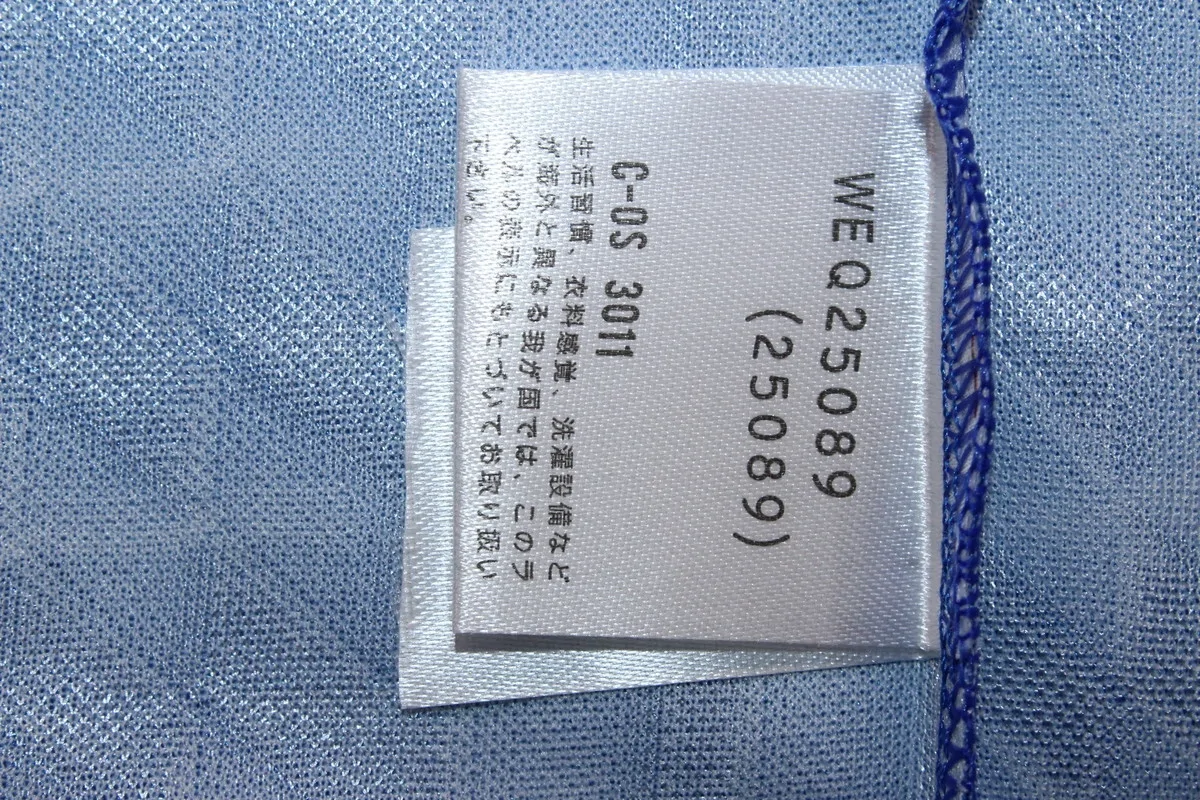 WEQ25089
(25089)
C-OS 3011
生活習慣、衣料感覚、洗濯設備など
が海外と異なる我が国では、このラ
ベルの表示にもとづいてお取り扱い
下さい。